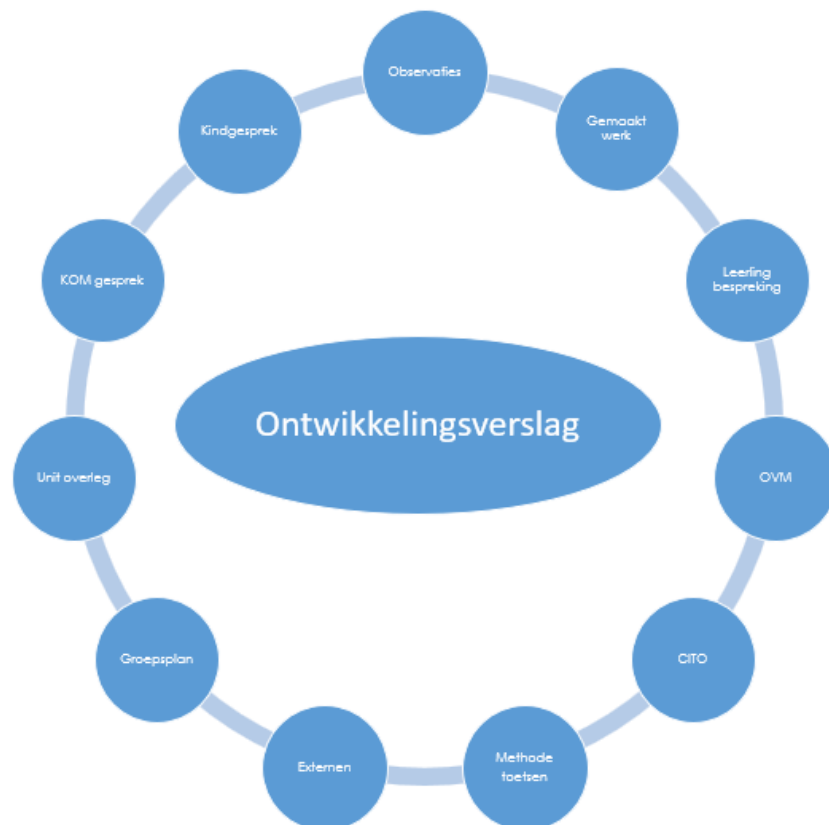 Observaties
Gemaakt
werk
Leerling
bespreking
OVM
CITO
Methode
toetsen
Externen
Groepsplan
Unit overleg
KOM gesprek
Kindgesprek
Ontwikkelingsverslag